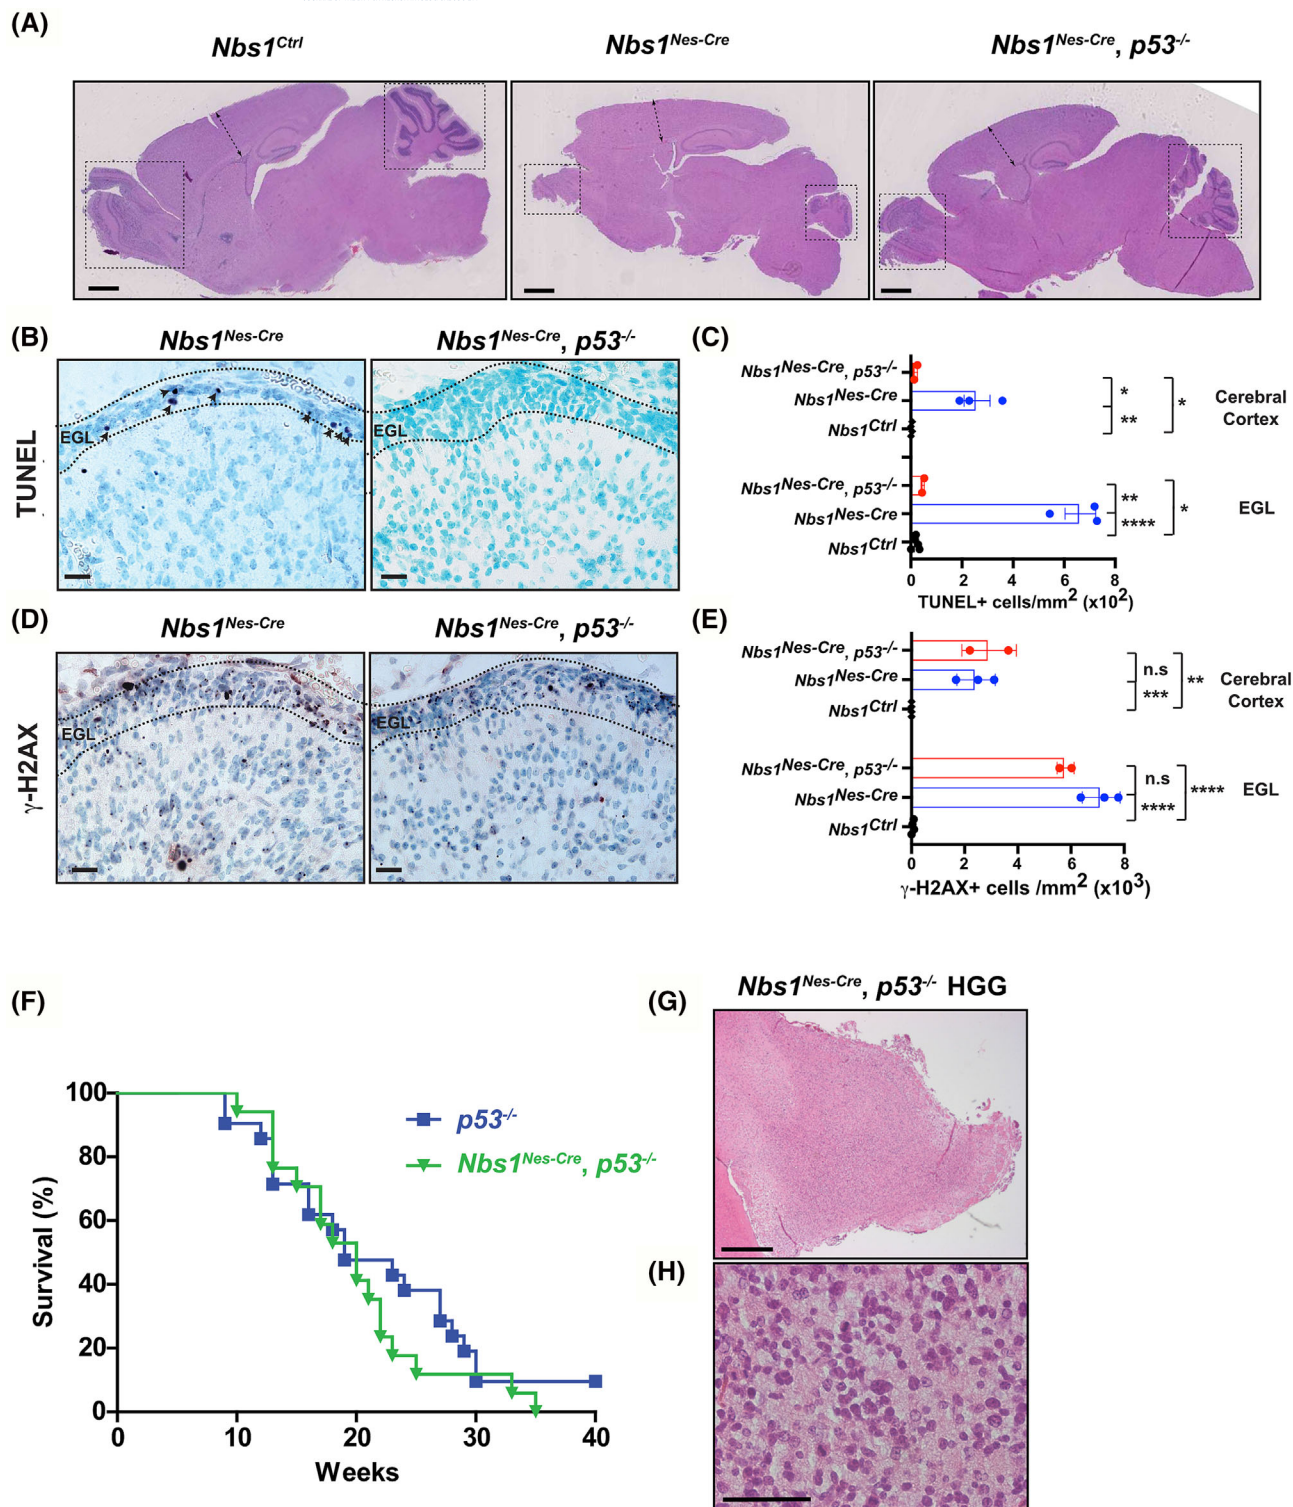 (A)
Nbs1Ctrl
Nbs1Nes-Cre
Nbs1Nes-Cre, p53-/-
(B)
Nbs1Nes-Cre
Nbs1Nes-Cre, p53-/-
TUNEL
EGL
EGL
(C)
Nbs1Nes-Cre, p53-/-
Nbs1Nes-Cre
Nbs1Ctrl
*
**
*
Cerebral
Cortex
Nbs1Nes-Cre, p53-/-
Nbs1Nes-Cre
Nbs1Ctrl
**
****
*
EGL
0 2 4 6 8
TUNEL+ cells/mm2 (x102)
(D)
Nbs1Nes-Cre
Nbs1Nes-Cre, p53-/-
γ-H2AX
EGL
EGL
(E)
Nbs1Nes-Cre, p53-/-
Nbs1Nes-Cre
Nbs1Ctrl
n.s
***
**
Cerebral
Cortex
Nbs1Nes-Cre, p53-/-
Nbs1Nes-Cre
Nbs1Ctrl
n.s
****
****
EGL
0 2 4 6 8
γ-H2AX+ cells /mm2 (x103)
(F)
Survival (%)
100
80
60
40
20
0
0 10 20 30 40
Weeks
p53-/-
Nbs1Nes-Cre, p53-/-
(G)
Nbs1Nes-Cre, p53-/- HGG
(H)